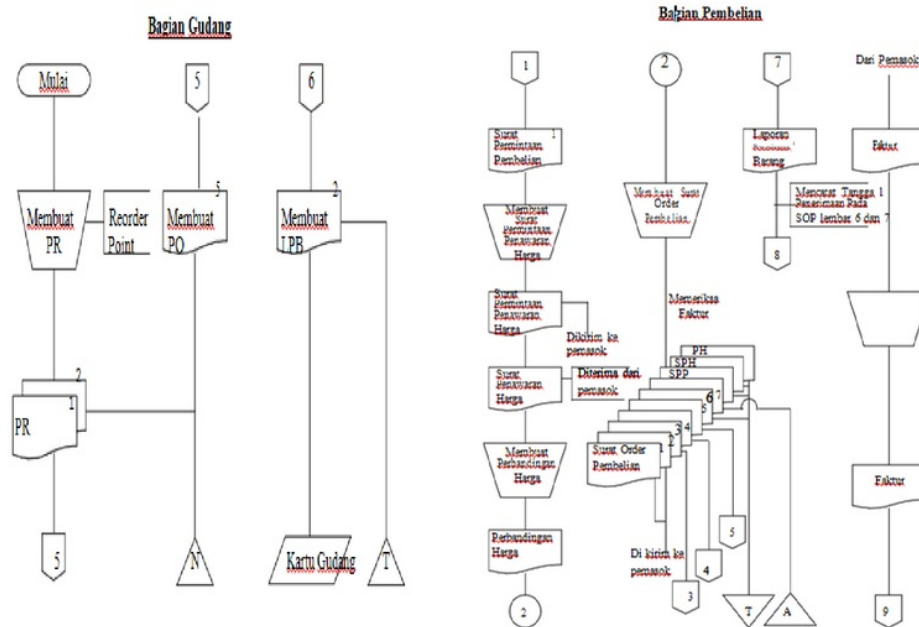 Bagian Gudang
Mulai
5
6
Membuat
PR
Reorder
Point
5
Membuat
PO
2
Membuat
LPB
2
1
PR
5
N
Kartu Gudang
T
Bagian Pembelian
1
Surat 1
Permintaan
Pembelian
Membuat
Surat
Permintaan
Penawaran
Harga
Surat
Permintaan
Penawaran
Harga
Dikirim ke
pemasok
Surat
Penawaran
Harga
Diterima dari
pemasok
Membuat
Perbandingan
Harga
Perbandingan
Harga
2
2
Membuat Surat
Order
Pembelian
Memeriksa
Faktur
PH
SPH
SPP
7
6
5
4
3
2
1
Surat Order
Pembelian
Di kirim ke
pemasok
3
4
5
T
A
7
Laporan
Barang
Mencatat Tangga 1
Penerimaan Pada
SOP lembar 6 dan 7
8
Dari Pemasok
Faktur
Faktur
9